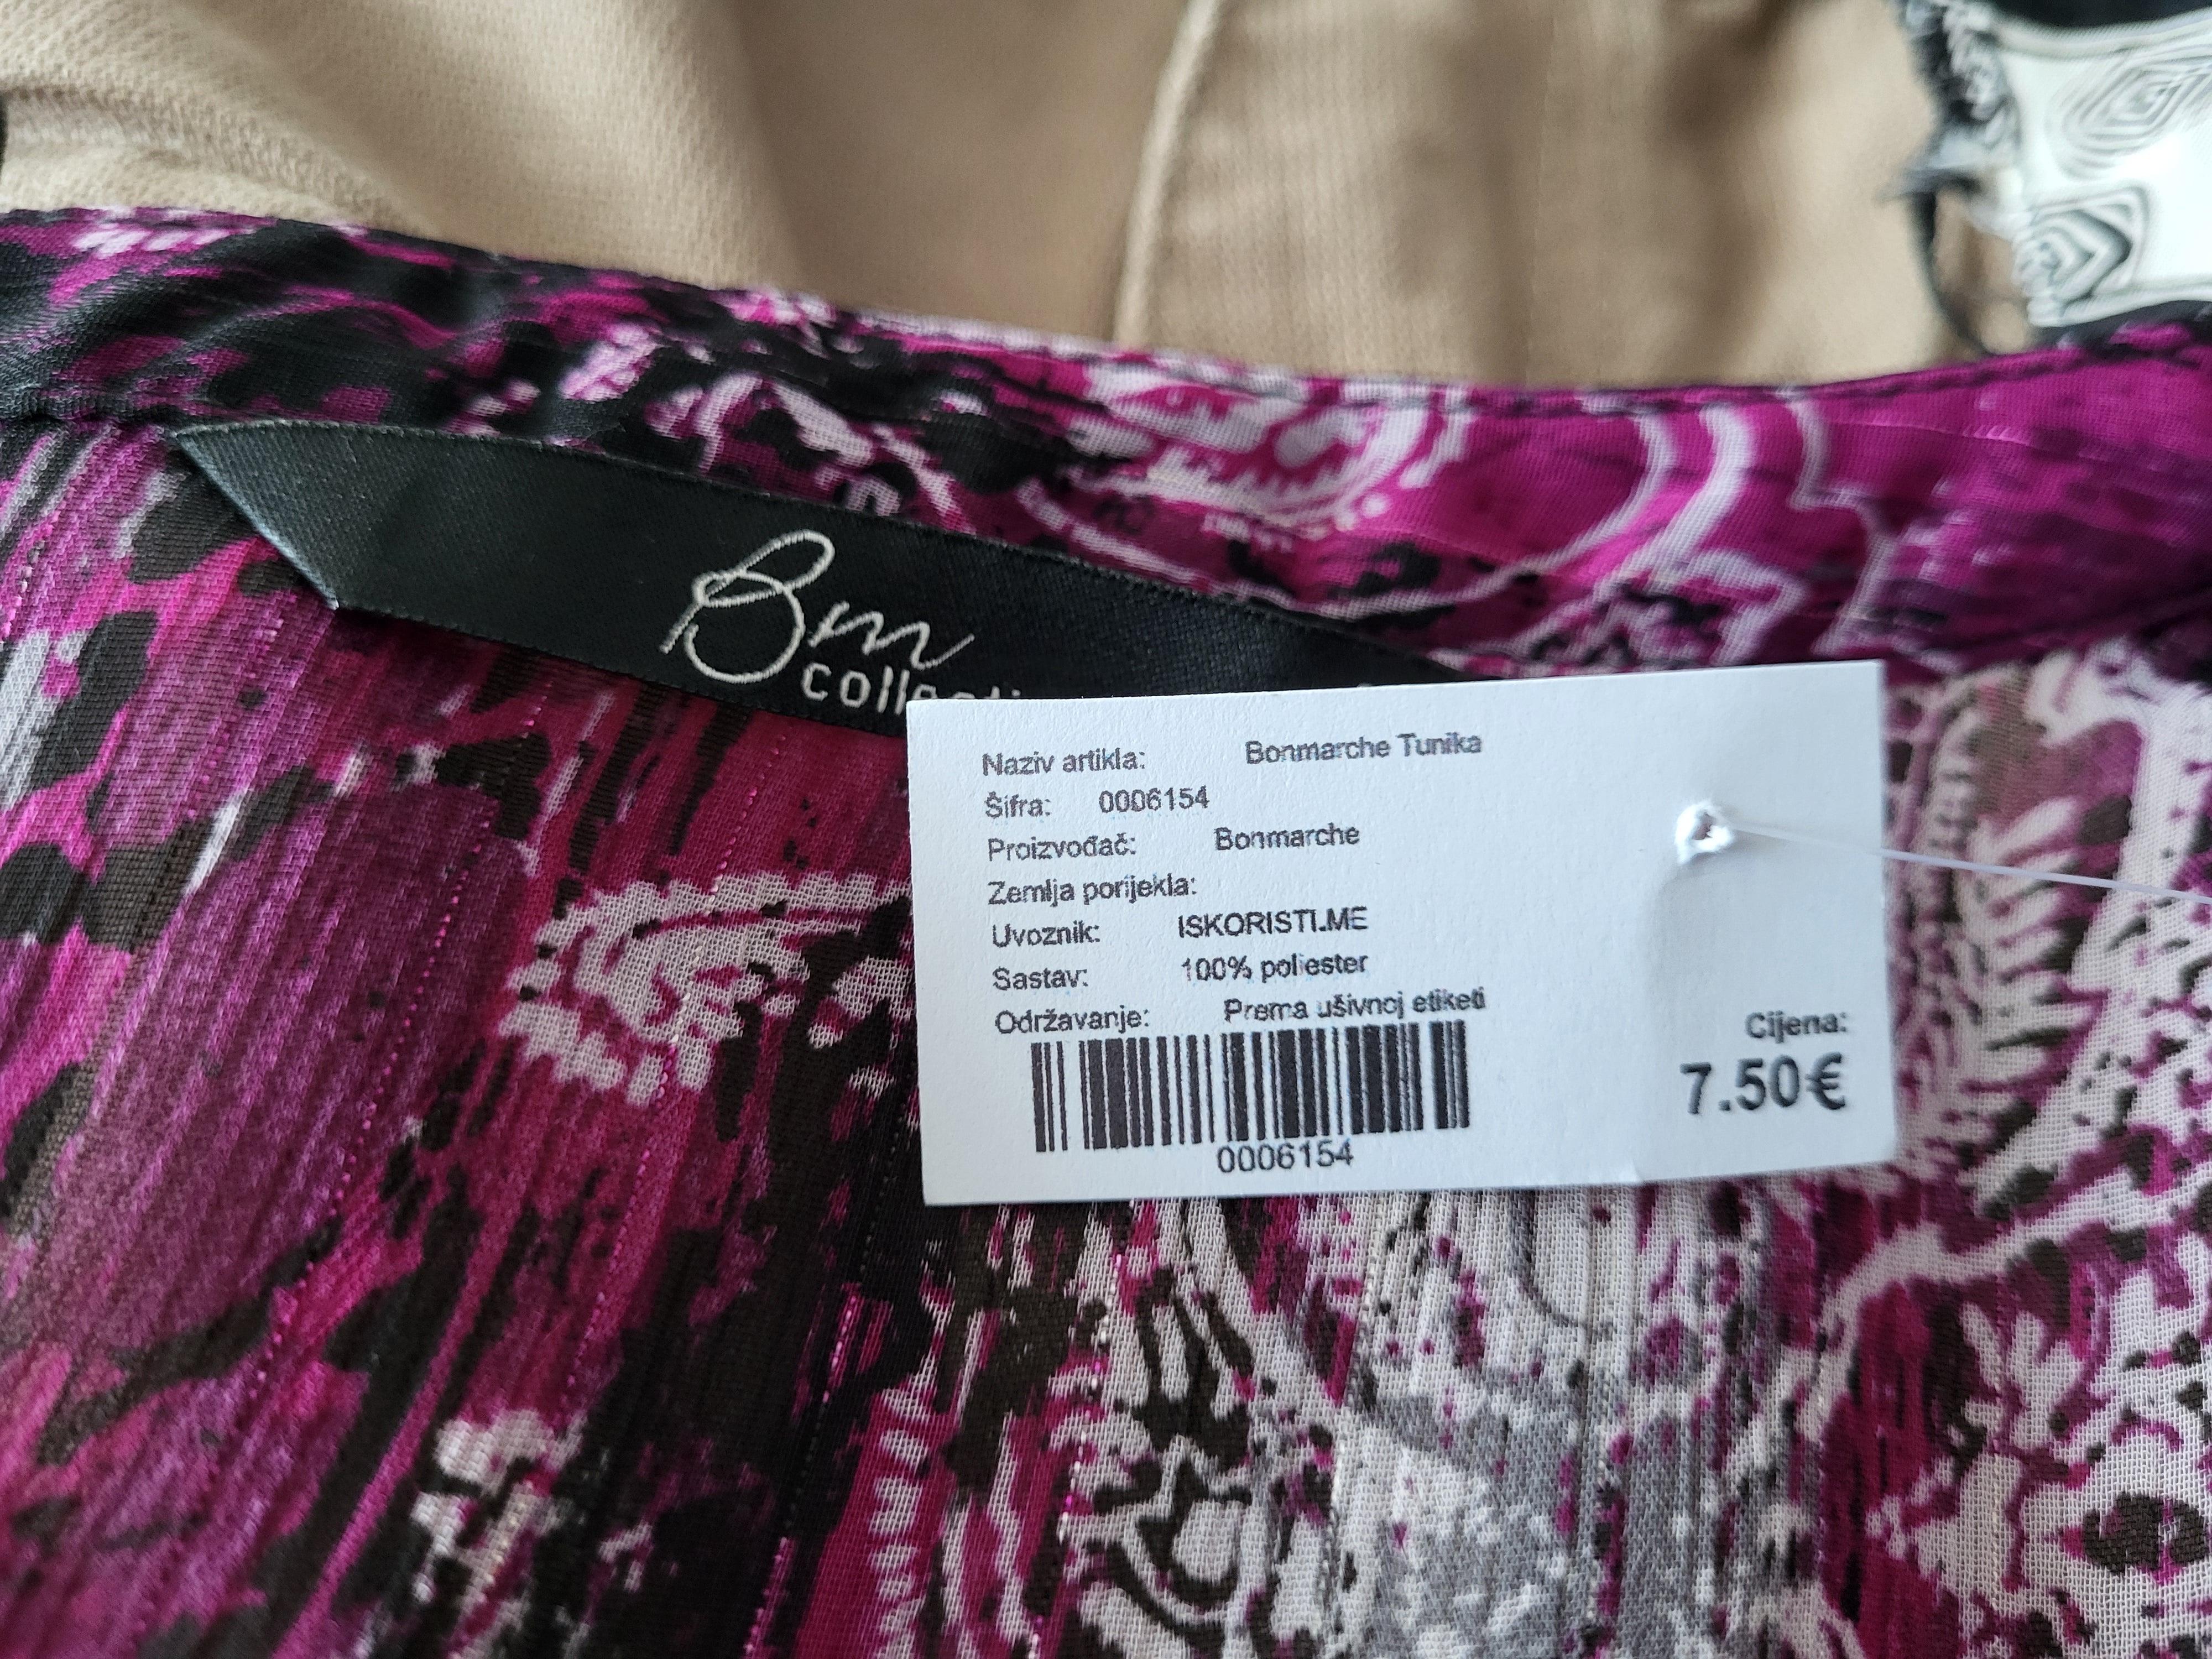 Bm
Naziv artikla: Bonmarche Tunika
Šifra: 0006154
Proizvođač: Bonmarche
Zemlja porijekla:
Uvoznik: ISKORISTI.ME
Sastav: 100% poliester
Održavanje: Prema ušivnoj etiketi
Cijena:
7.50€
0006154